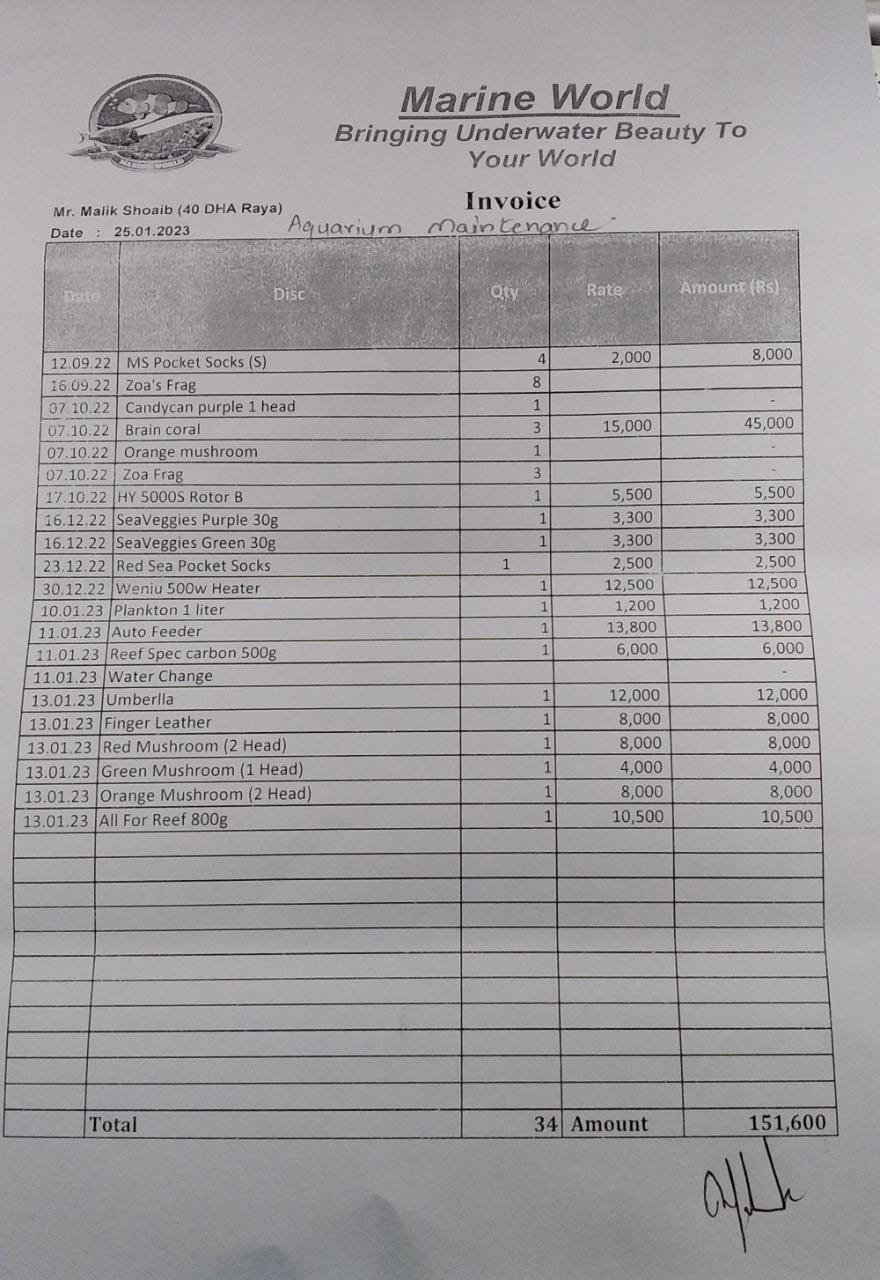 MARINE WORLD
Marine World
Bringing Underwater Beauty To
Your World
Invoice
Mr. Malik Shoaib (40 DHA Raya)
Date : 25.01.2023
Aquarium Maintenance
Date Disc Qty Rate Amount (Rs)
12.09.22 MS Pocket Socks (S) 4 2,000 8,000
16.09.22 Zoa's Frag 8
07.10.22 Candycan purple 1 head 1 -
07.10.22 Brain coral 3 15,000 45,000
07.10.22 Orange mushroom 1 -
07.10.22 Zoa Frag 3 -
17.10.22 HY 5000S Rotor B 1 5,500 5,500
16.12.22 SeaVeggies Purple 30g 1 3,300 3,300
16.12.22 SeaVeggies Green 30g 1 3,300 3,300
23.12.22 Red Sea Pocket Socks 1 2,500 2,500
30.12.22 Weniu 500w Heater 1 12,500 12,500
10.01.23 Plankton 1 liter 1 1,200 1,200
11.01.23 Auto Feeder 1 13,800 13,800
11.01.23 Reef Spec carbon 500g 1 6,000 6,000
11.01.23 Water Change -
13.01.23 Umberlla 1 12,000 12,000
13.01.23 Finger Leather 1 8,000 8,000
13.01.23 Red Mushroom (2 Head) 1 8,000 8,000
13.01.23 Green Mushroom (1 Head) 1 4,000 4,000
13.01.23 Orange Mushroom (2 Head) 1 8,000 8,000
13.01.23 All For Reef 800g 1 10,500 10,500
Total 34 Amount 151,600